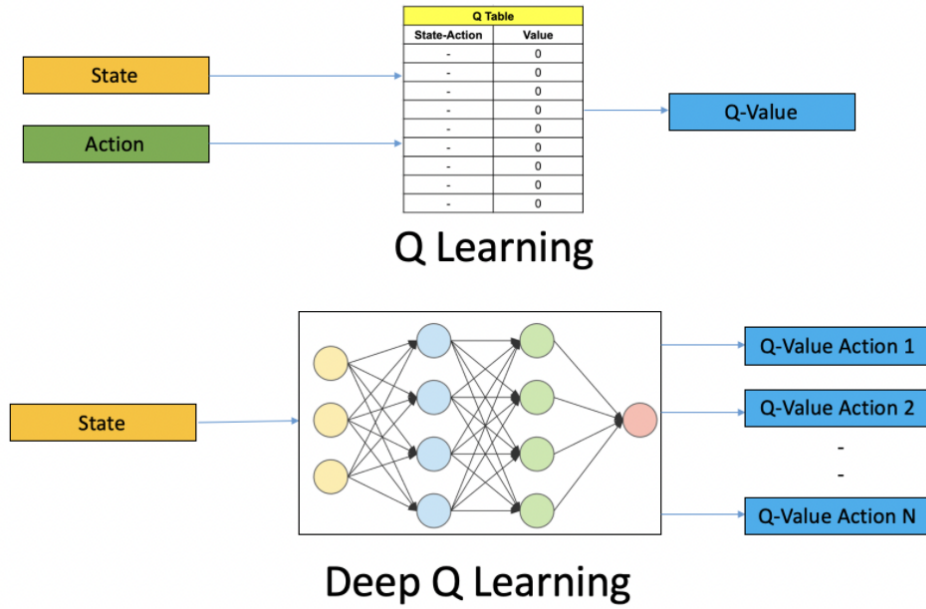 Q Table
State-Action Value
- 0
- 0
- 0
- 0
- 0
- 0
- 0
- 0
- 0
State
Action
Q-Value
Q Learning
State
Q-Value Action 1
Q-Value Action 2
-
-
Q-Value Action N
Deep Q Learning